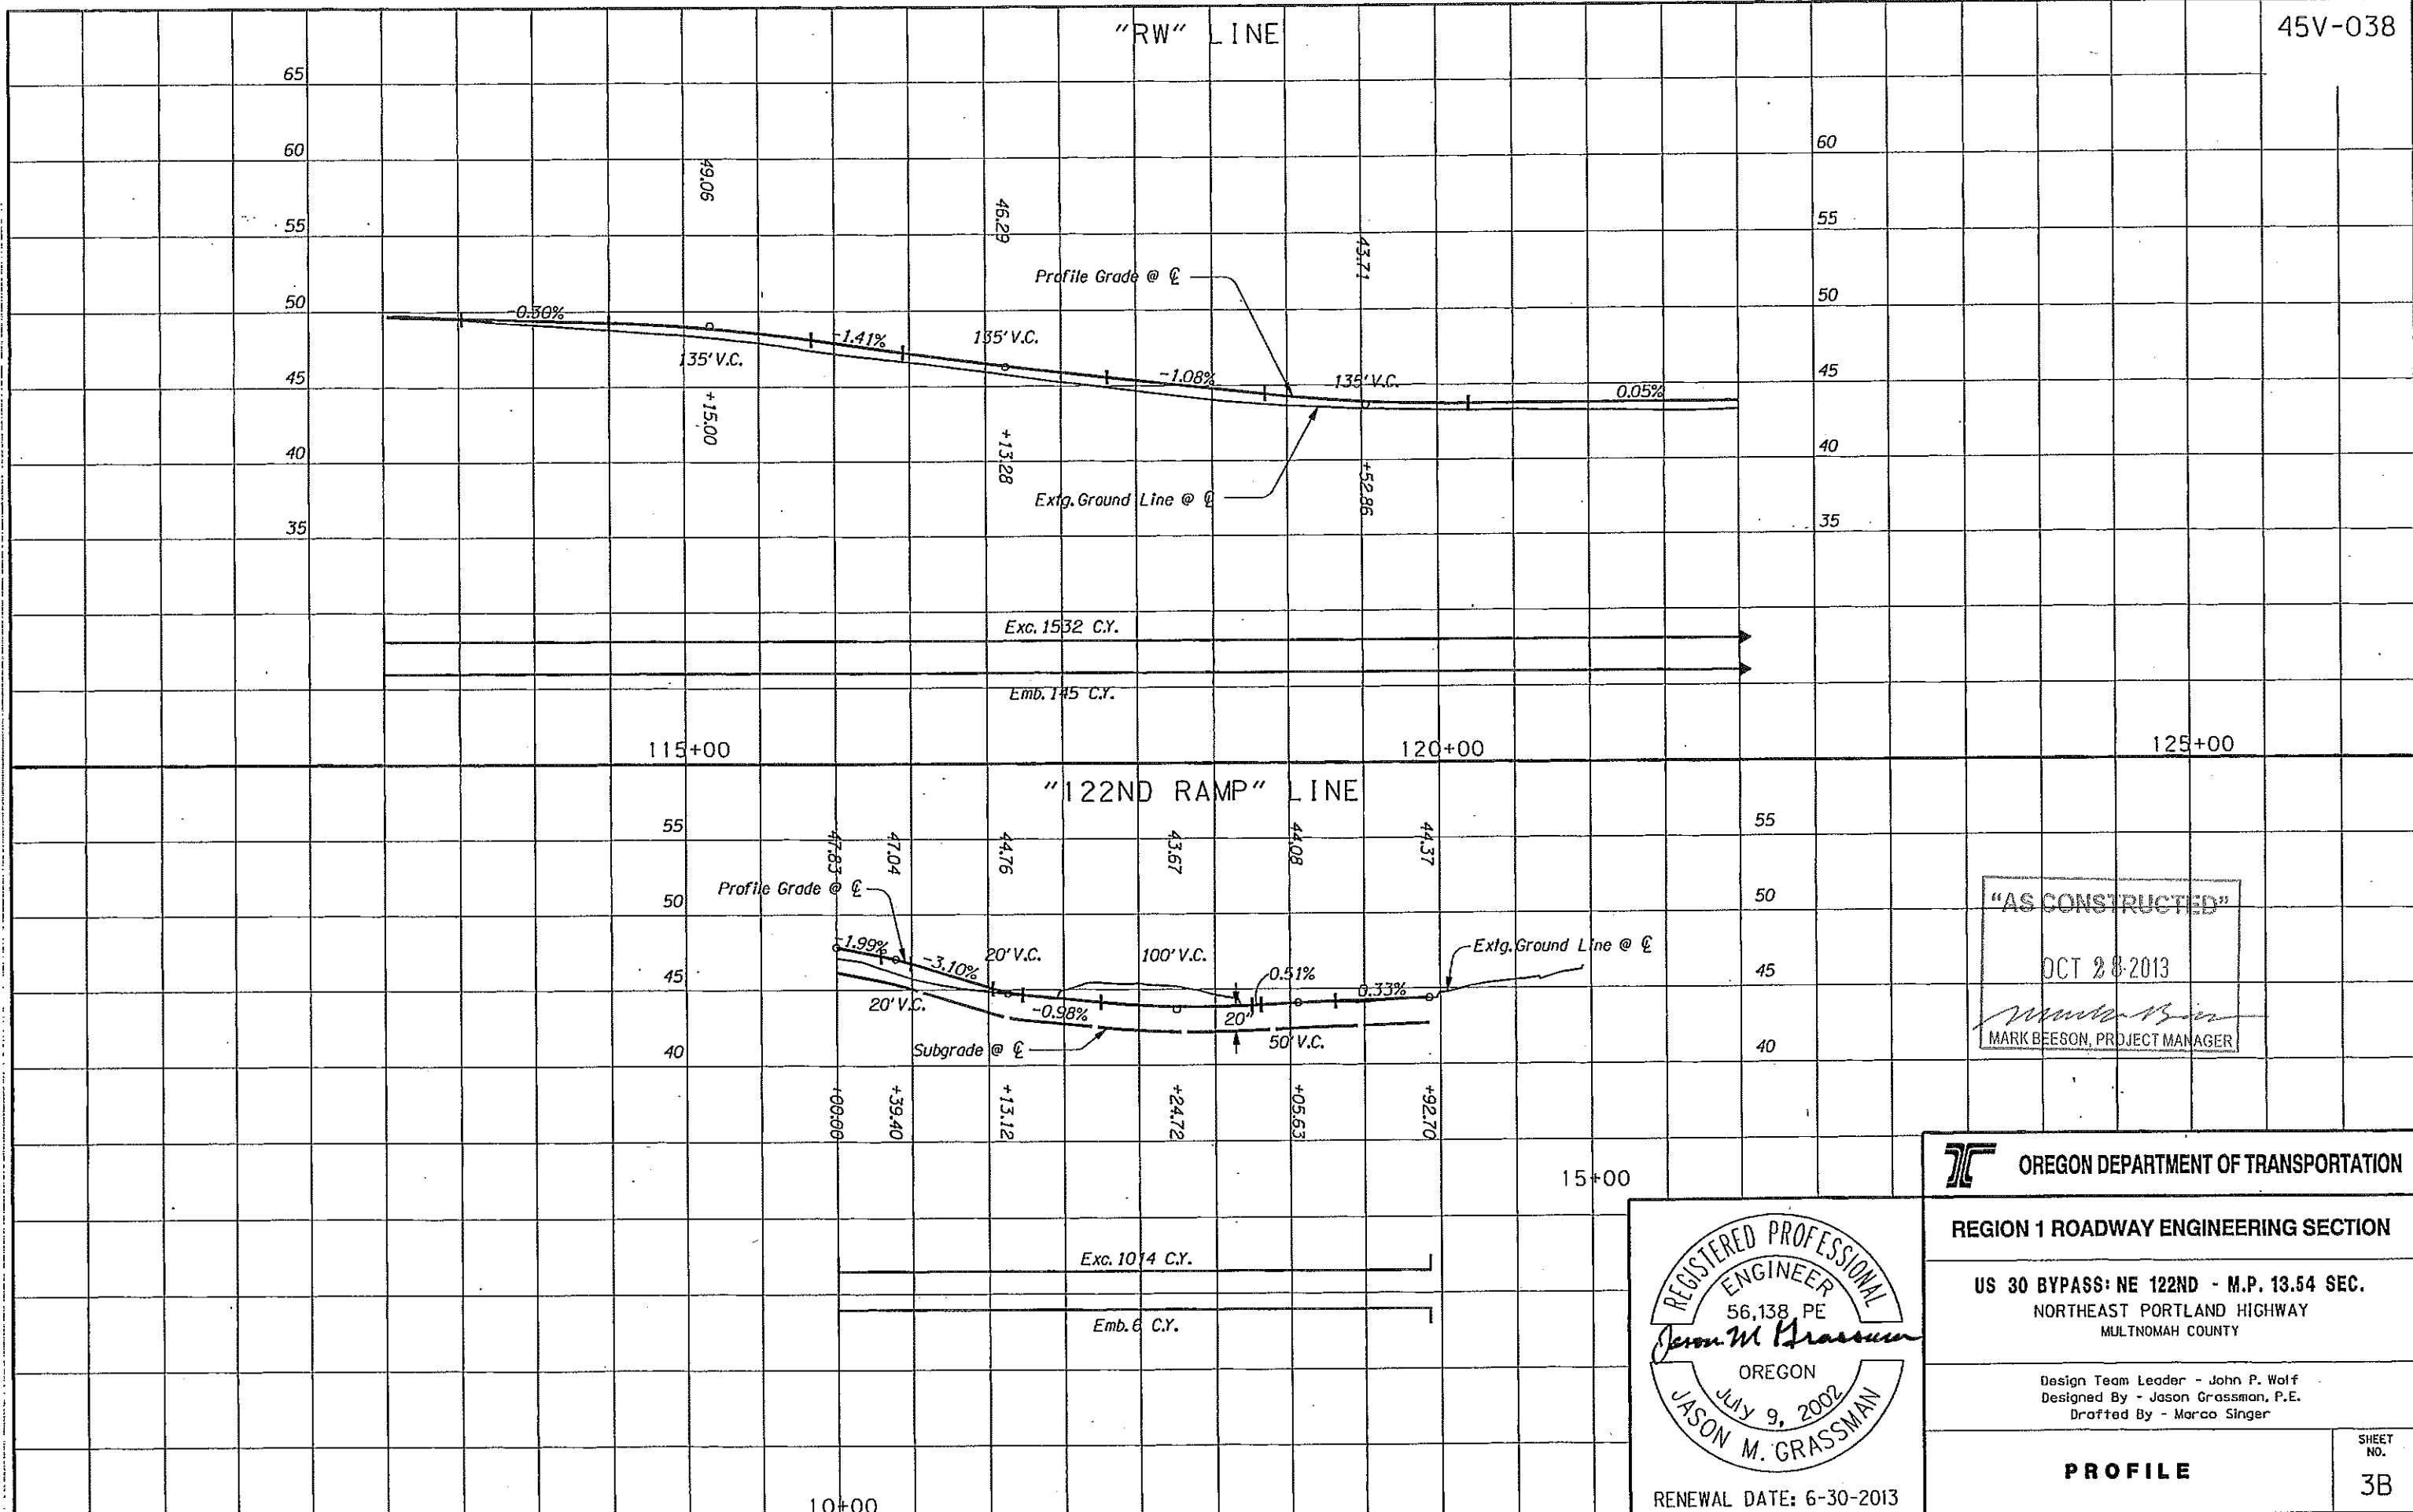 "RW" LINE
45V-038
65
60
55
50
45
40
35
60
55
50
45
40
35
49.06
46.29
43.71
Profile Grade @ ℄
-0.30%
-1.41%
135' V.C.
-1.08%
135' V.C.
0.05%
135' V.C.
+15.00
+13.28
+52.86
Extg. Ground Line @ ℄
Exc. 1532 C.Y.
Emb. 145 C.Y.
115+00
120+00
125+00
"122ND RAMP" LINE
55
50
45
40
55
50
45
40
47.83
47.04
44.76
43.67
44.08
44.37
Profile Grade @ ℄
-1.99%
-3.10%
20' V.C.
100' V.C.
0.51%
0.33%
Extg. Ground Line @ ℄
20' V.C.
-0.98%
20"
50' V.C.
Subgrade @ ℄
+00.00
+39.40
+13.12
+24.72
+05.63
+92.70
15+00
Exc. 1014 C.Y.
Emb. 6 C.Y.
10+00
"AS CONSTRUCTED"
OCT 28 2013
MARK BEESON, PROJECT MANAGER
REGISTERED PROFESSIONAL
ENGINEER
56,138 PE
Jason M Grassman
OREGON
July 9, 2002
JASON M. GRASSMAN
RENEWAL DATE: 6-30-2013
OREGON DEPARTMENT OF TRANSPORTATION
REGION 1 ROADWAY ENGINEERING SECTION
US 30 BYPASS: NE 122ND - M.P. 13.54 SEC.
NORTHEAST PORTLAND HIGHWAY
MULTNOMAH COUNTY
Design Team Leader - John P. Wolf
Designed By - Jason Grassman, P.E.
Drafted By - Marco Singer
PROFILE
SHEET
NO.
3B